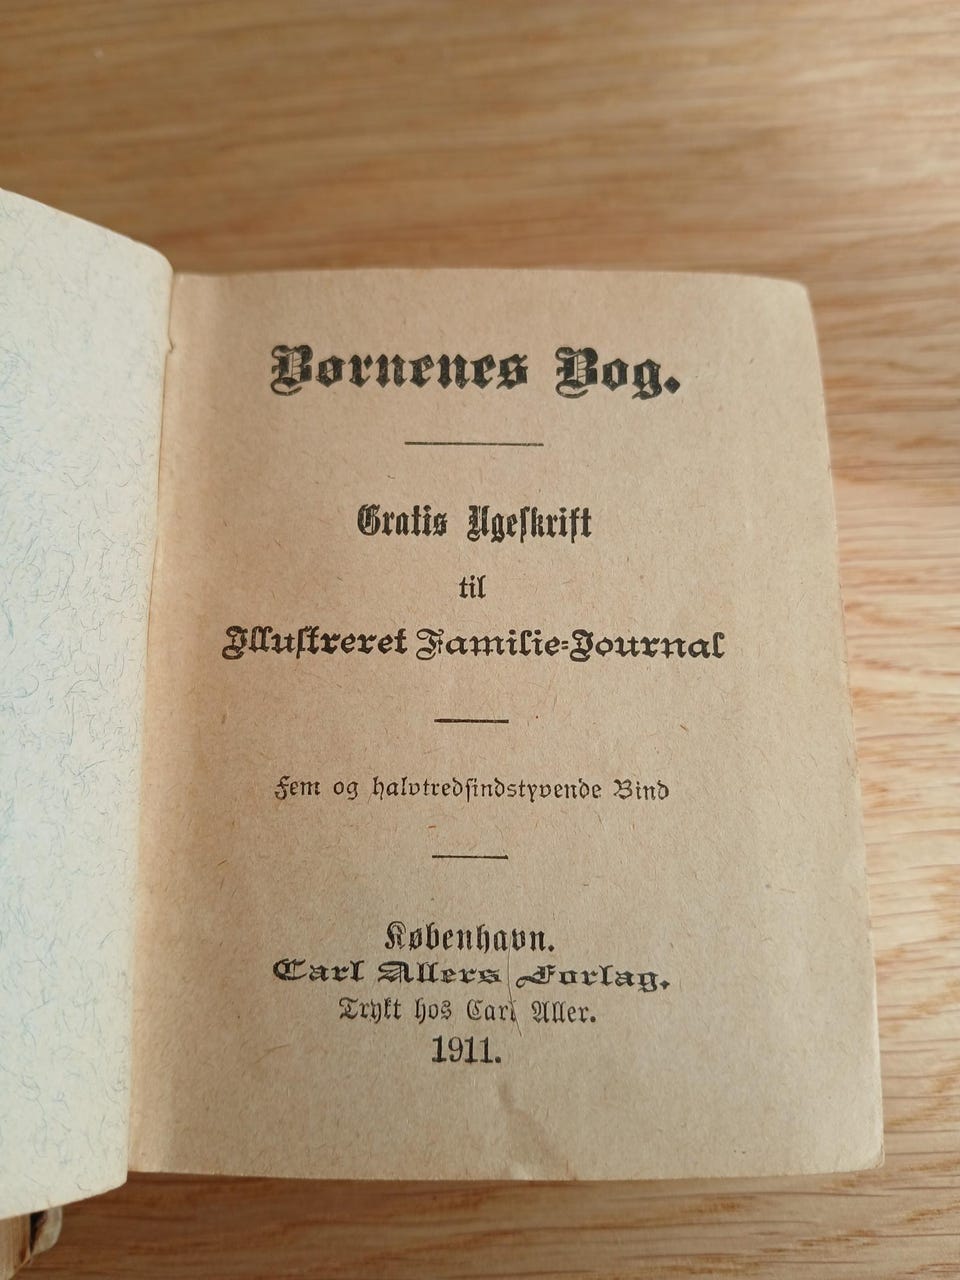 Børnenes Bog.
Gratis Ugeskrift
til
Illustreret Familie-Journal
Fem og halvtredsindstyvende Bind
København.
Carl Allers Forlag.
Trykt hos Carl Aller.
1911.